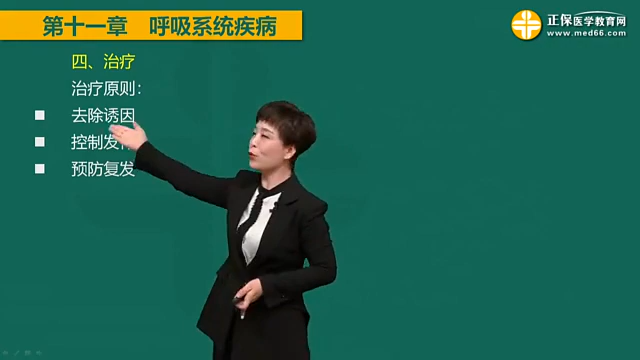 第十一章　呼吸系统疾病
正保医学教育网
www.med66.com
四、治疗
治疗原则：
去除诱因
控制发
预防复发